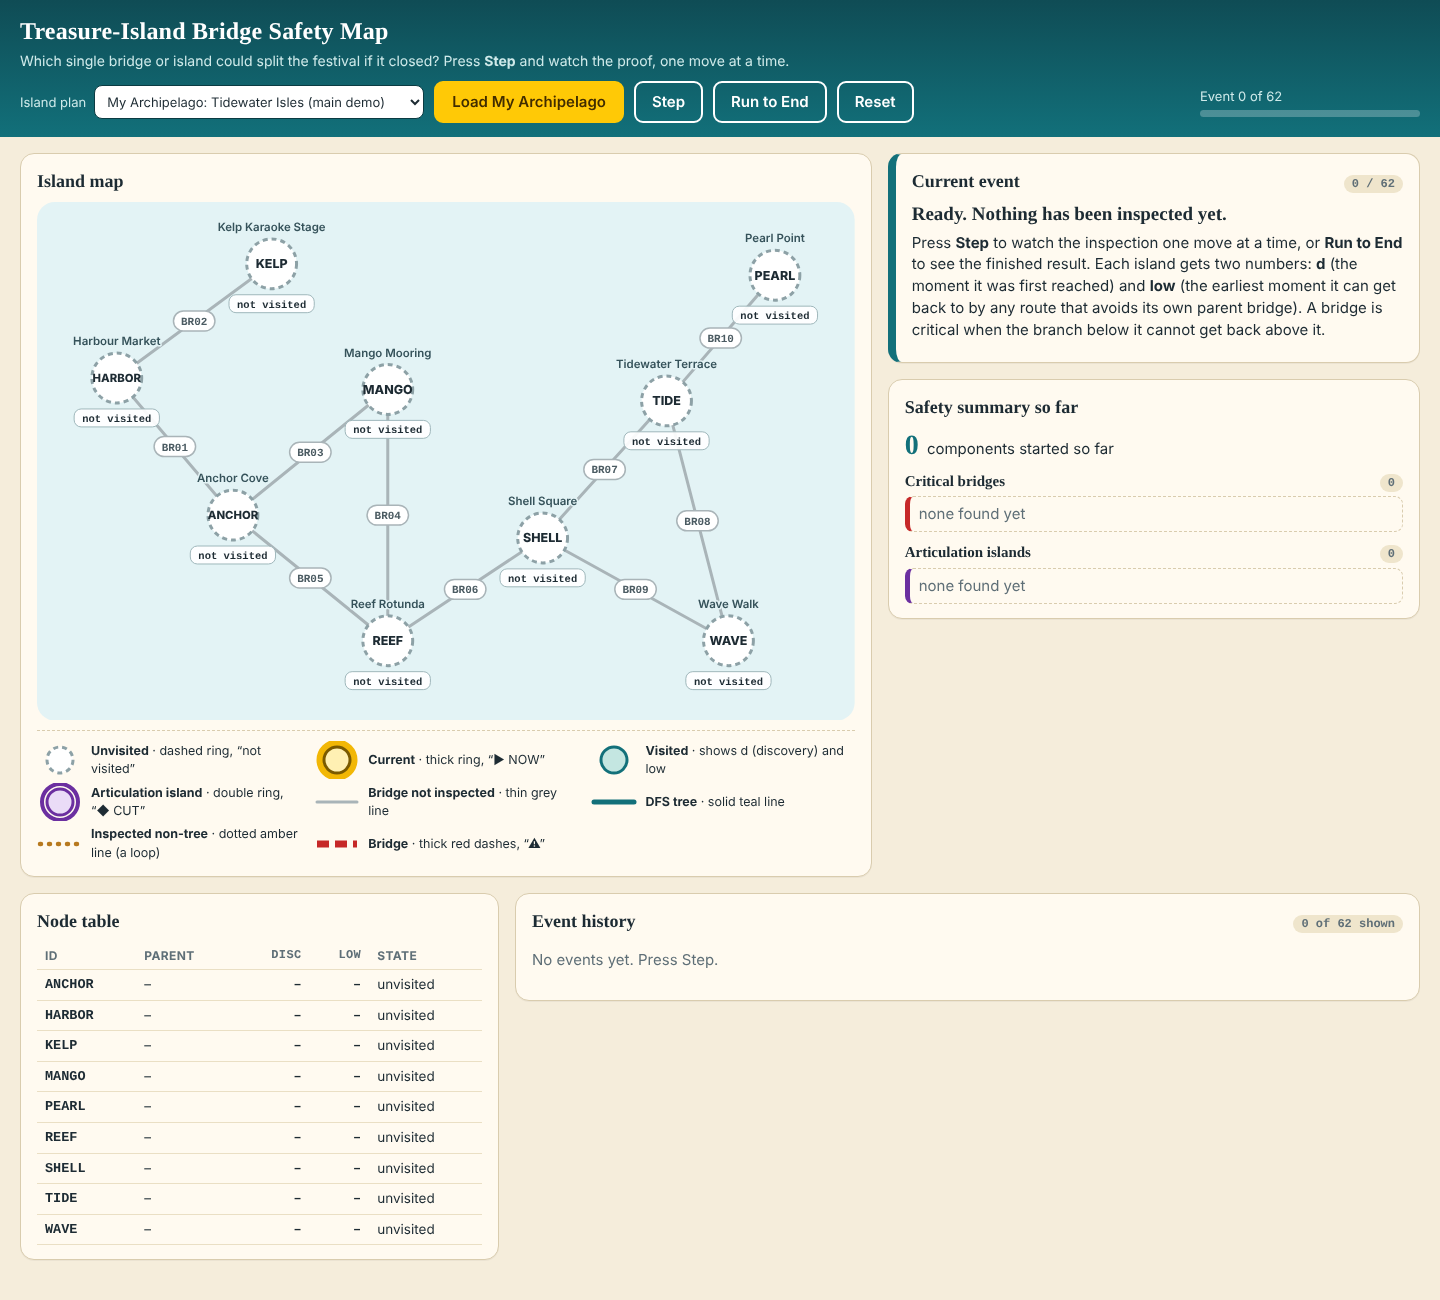 Treasure-Island Bridge Safety Map
Which single bridge or island could split the festival if it closed? Press Step and watch the proof, one move at a time.
Island plan
My Archipelago: Tidewater Isles (main demo)
Load My Archipelago
Step
Run to End
Reset
Event 0 of 62
Island map
Kelp Karaoke Stage
KELP
not visited
Pearl Point
PEARL
not visited
BR02
BR10
Harbour Market
HARBOR
not visited
Mango Mooring
MANGO
not visited
Tidewater Terrace
TIDE
not visited
BR01
BR03
BR07
Anchor Cove
ANCHOR
not visited
BR04
Shell Square
SHELL
not visited
BR08
BR05
BR06
BR09
Reef Rotunda
REEF
not visited
Wave Walk
WAVE
not visited
Unvisited · dashed ring, “not
visited”
Current · thick ring, “▶ NOW”
Visited · shows d (discovery) and
low
Articulation island · double ring,
“◆ CUT”
Bridge not inspected · thin grey
line
DFS tree · solid teal line
Inspected non-tree · dotted amber
line (a loop)
Bridge · thick red dashes, “⚠”
Current event
0 / 62
Ready. Nothing has been inspected yet.
Press Step to watch the inspection one move at a time, or Run to End
to see the finished result. Each island gets two numbers: d (the
moment it was first reached) and low (the earliest moment it can get
back to by any route that avoids its own parent bridge). A bridge is
critical when the branch below it cannot get back above it.
Safety summary so far
0 components started so far
Critical bridges
0
none found yet
Articulation islands
0
none found yet
Node table
ID PARENT DISC LOW STATE
ANCHOR – – – unvisited
HARBOR – – – unvisited
KELP – – – unvisited
MANGO – – – unvisited
PEARL – – – unvisited
REEF – – – unvisited
SHELL – – – unvisited
TIDE – – – unvisited
WAVE – – – unvisited
Event history
0 of 62 shown
No events yet. Press Step.